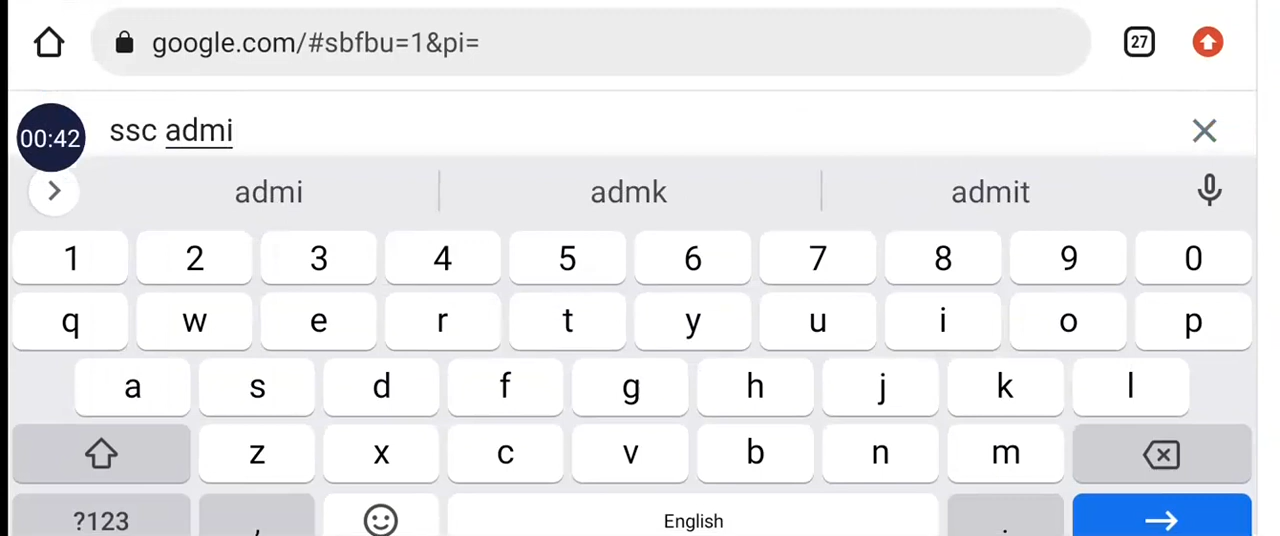 google.com/#sbfbu=1&pi=
27
00:42
ssc admi
admi admk admit
1 2 3 4 5 6 7 8 9 0
q w e r t y u i o p
a s d f g h j k l
z x c v b n m
?123 , English .